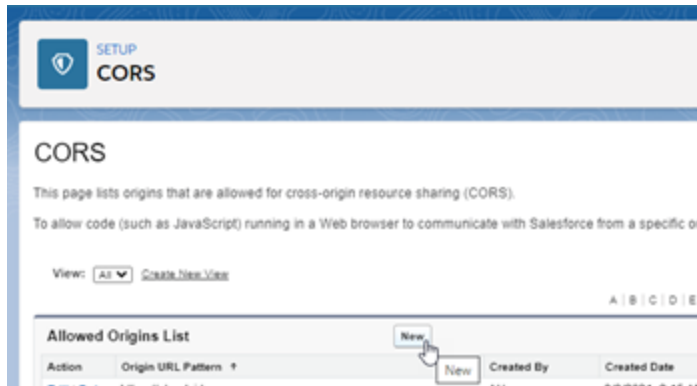 SETUP
CORS
CORS
This page lists origins that are allowed for cross-origin resource sharing (CORS).
To allow code (such as JavaScript) running in a Web browser to communicate with Salesforce from a specific
View: All Create New View
A | B | C | D | E
Allowed Origins List New
New
Action Origin URL Pattern ↑ Created By Created Date